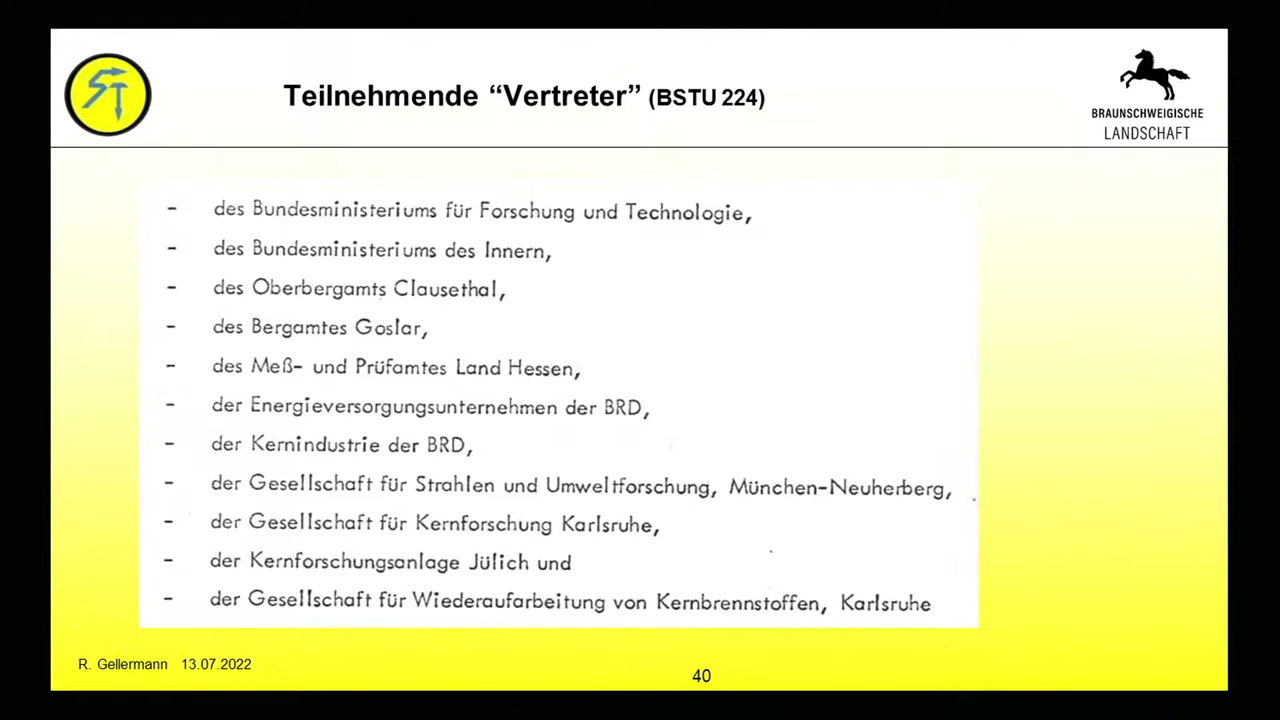 ST
Teilnehmende “Vertreter” (BSTU 224)
BRAUNSCHWEIGISCHE
LANDSCHAFT
- des Bundesministeriums für Forschung und Technologie,
- des Bundesministeriums des Innern,
- des Oberbergamts Clausethal,
- des Bergamtes Goslar,
- des Meß- und Prüfamtes Land Hessen,
- der Energieversorgungsunternehmen der BRD,
- der Kernindustrie der BRD,
- der Gesellschaft für Strahlen und Umweltforschung, München-Neuherberg,
- der Gesellschaft für Kernforschung Karlsruhe,
- der Kernforschungsanlage Jülich und
- der Gesellschaft für Wiederaufarbeitung von Kernbrennstoffen, Karlsruhe
R. Gellermann 13.07.2022
40